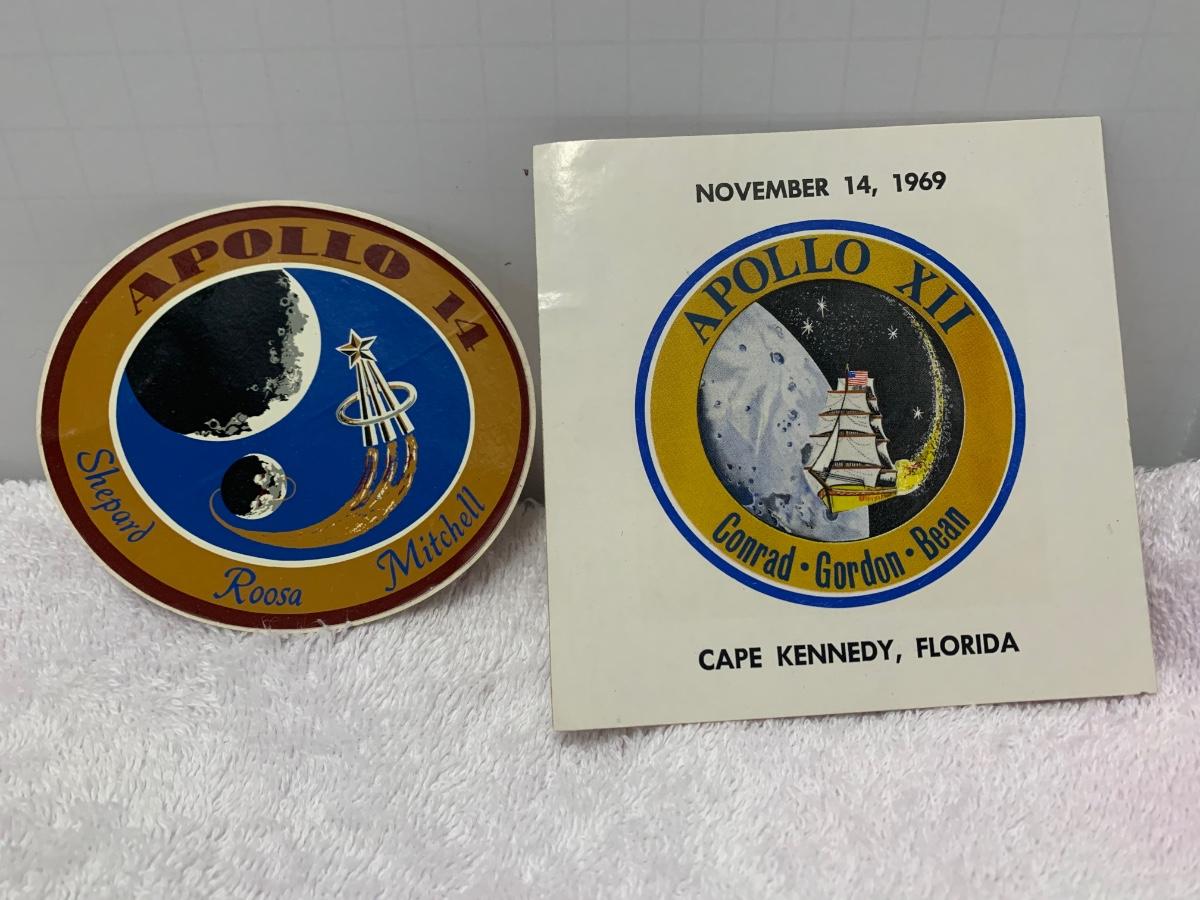 APOLLO 14
Shepard
Roosa
Mitchell
NOVEMBER 14, 1969
APOLLO XII
Conrad • Gordon • Bean
CAPE KENNEDY, FLORIDA